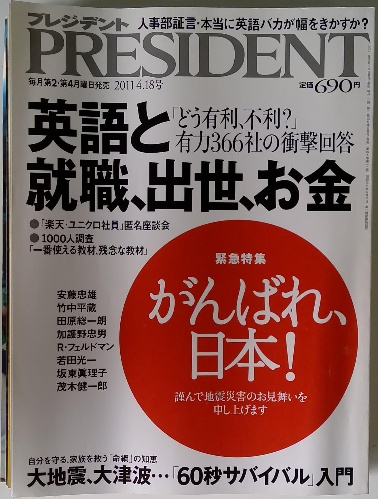 プレジデント
人事部証言・本当に英語バカが幅をきかすか?
PRESIDENT
毎月第2・第4月曜日発売 2011 4.18号
定価690円
英語と
「どう有利、不利?」
有力366社の衝撃回答
就職、出世、お金
●「楽天・ユニクロ社員」匿名座談会
●1000人調査
「一番使える教材、残念な教材」
緊急特集
がんばれ、
日本!
謹んで地震災害のお見舞いを
申し上げます
安藤忠雄
竹中平蔵
田原総一朗
加護野忠男
R・フェルドマン
若田光一
坂東眞理子
茂木健一郎
自分を守る、家族を救う「命綱」の知恵
大地震、大津波…「60秒サバイバル」入門